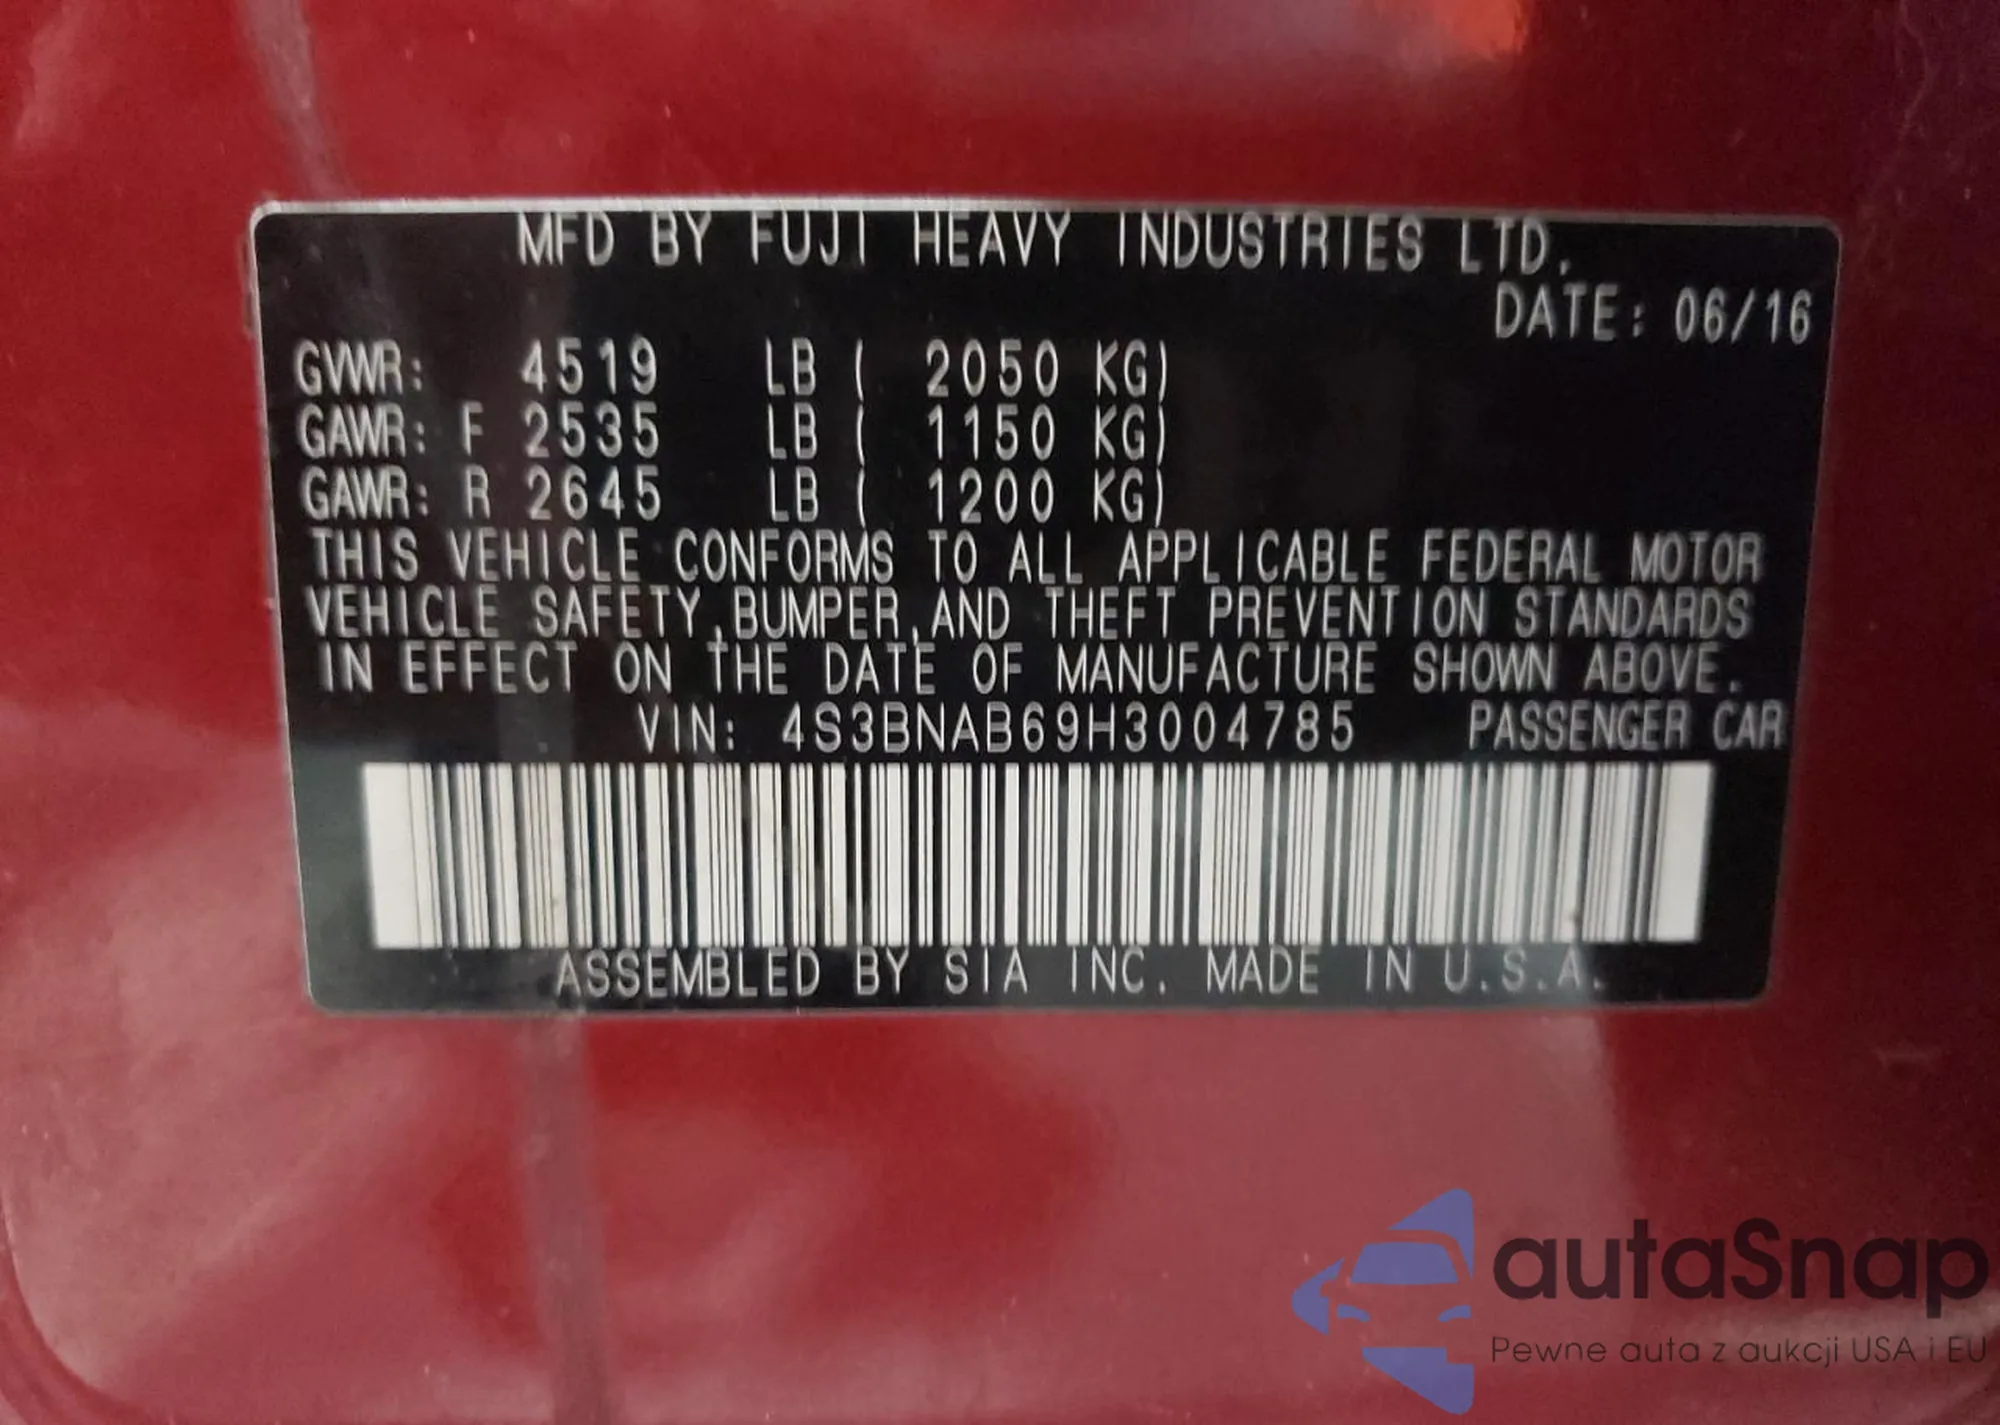 MFD BY FUJI HEAVY INDUSTRIES LTD.
DATE: 06/16
GVWR: 4519 LB ( 2050 KG)
GAWR: F 2535 LB ( 1150 KG)
GAWR: R 2645 LB ( 1200 KG)
THIS VEHICLE CONFORMS TO ALL APPLICABLE FEDERAL MOTOR
VEHICLE SAFETY,BUMPER,AND THEFT PREVENTION STANDARDS
IN EFFECT ON THE DATE OF MANUFACTURE SHOWN ABOVE.
VIN: 4S3BNAB69H3004785 PASSENGER CAR
ASSEMBLED BY SIA INC. MADE IN U.S.A.
autaSnap
Pewne auta z aukcji USA i EU